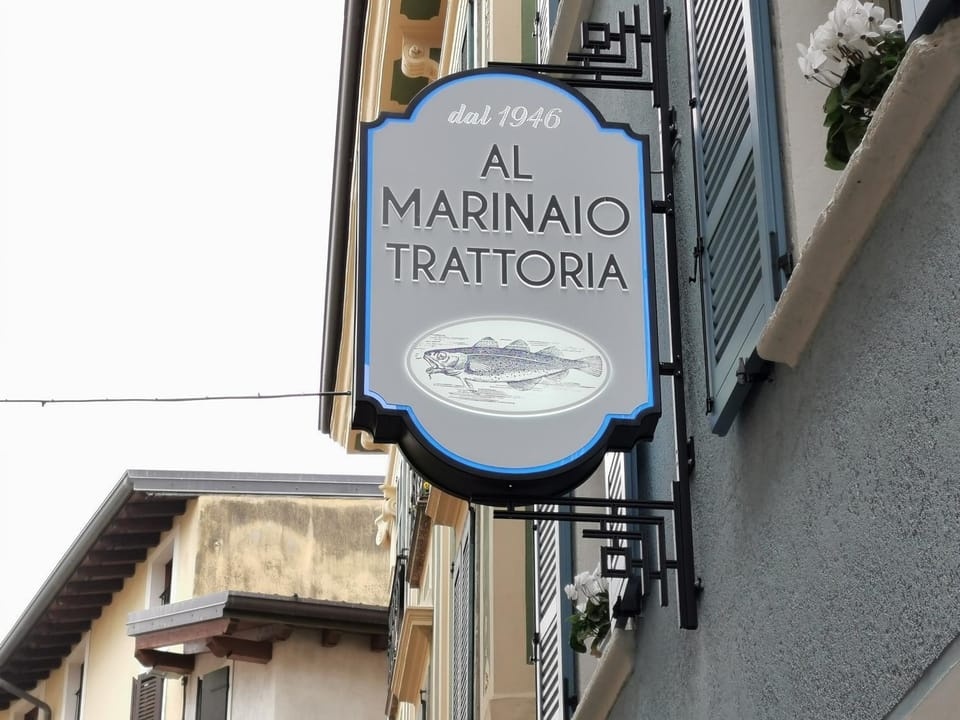 dal 1946
AL
MARINAIO
TRATTORIA